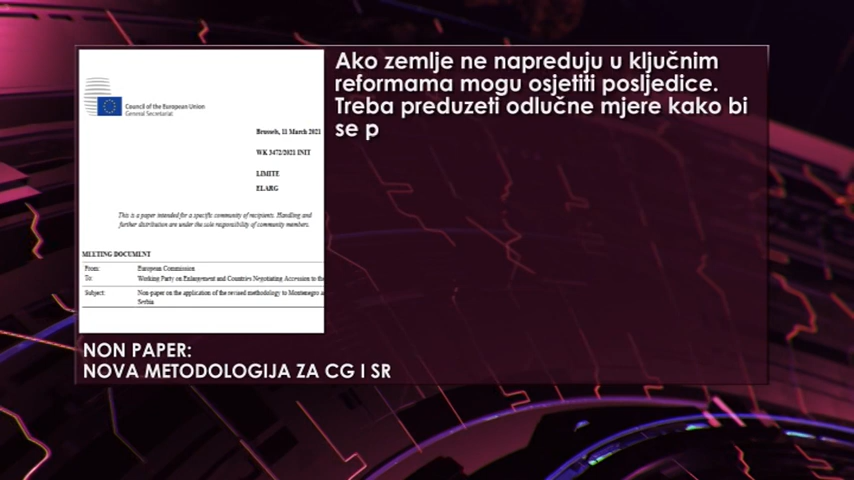 Ako zemlje ne napreduju u ključnim
reformama mogu osjetiti posljedice.
Treba preduzeti odlučne mjere kako bi
se p
Council of the European Union
General Secretariat
Brussels, 11 March 2021
WK 3472/2021 INIT
LIMITE
ELARG
This is a paper intended for a specific community of recipients. Handling and
further distribution are under the sole responsibility of community members.
MEETING DOCUMENT
From: European Commission
To: Working Party on Enlargement and Countries Negotiating Accession to the
Subject: Non-paper on the application of the revised methodology to Montenegro a
Serbia
NON PAPER:
NOVA METODOLOGIJA ZA CG I SR